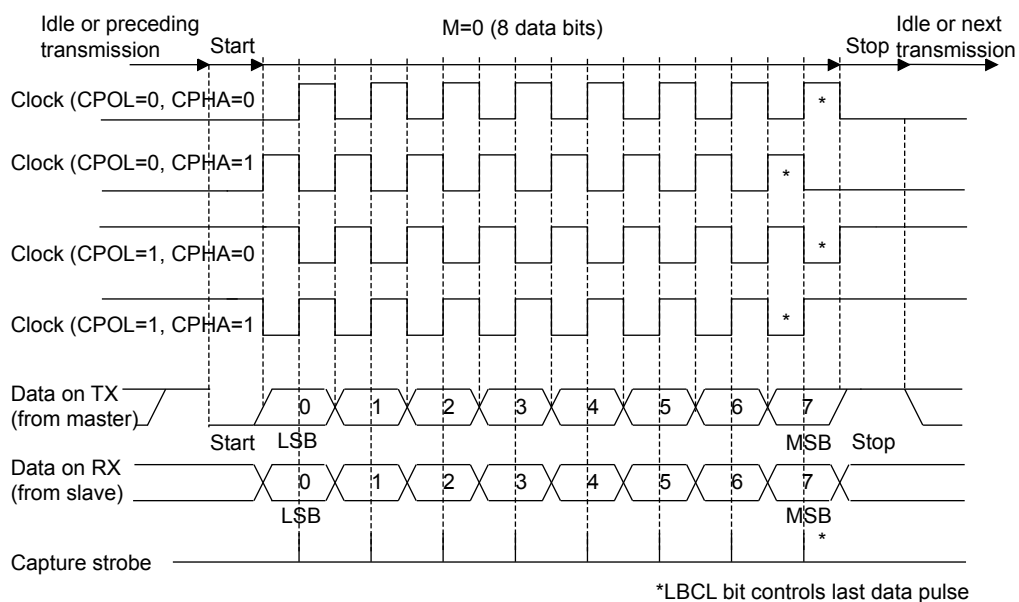 Idle or preceding
transmission
Start
M=0 (8 data bits)
Stop
Idle or next
transmission
Clock (CPOL=0, CPHA=0
*
Clock (CPOL=0, CPHA=1
*
Clock (CPOL=1, CPHA=0
*
Clock (CPOL=1, CPHA=1
*
Data on TX
(from master)
0 1 2 3 4 5 6 7
Start LSB MSB Stop
Data on RX
(from slave)
0 1 2 3 4 5 6 7
LSB MSB
*
Capture strobe
*LBCL bit controls last data pulse